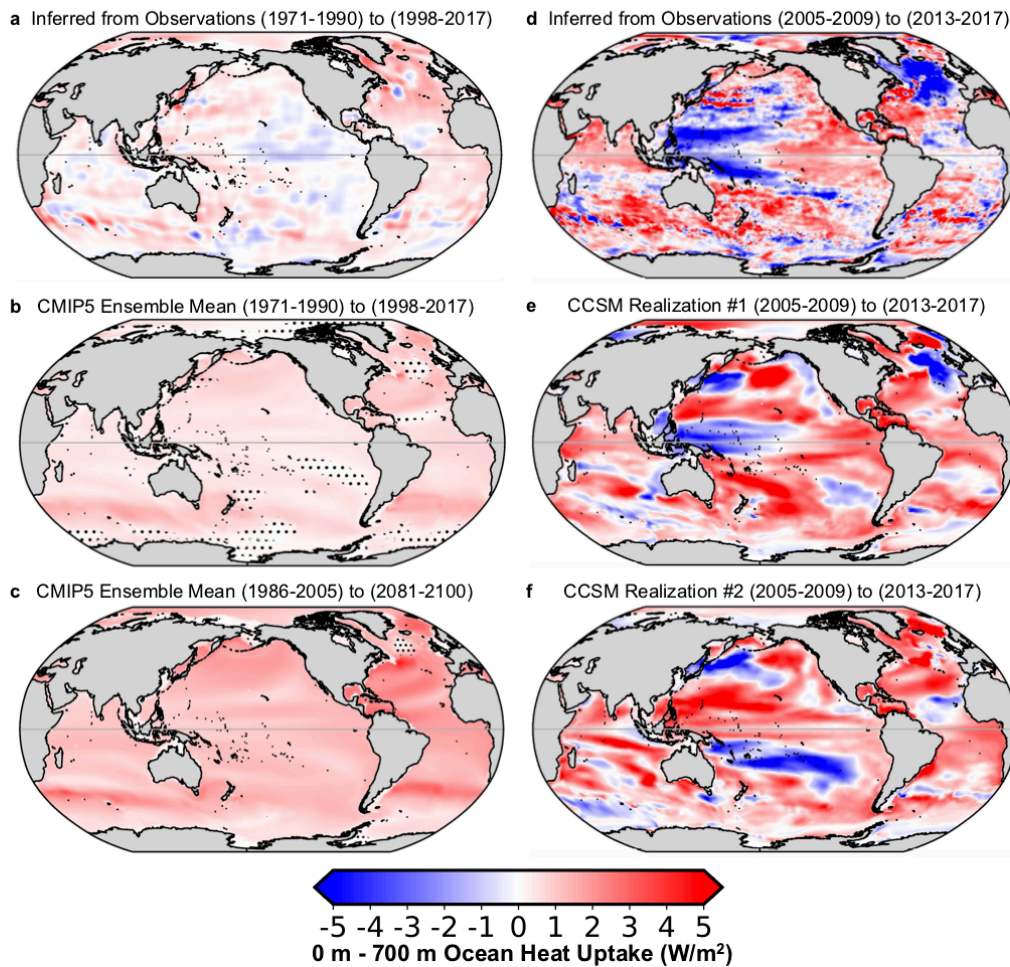 a Inferred from Observations (1971-1990) to (1998-2017)
d Inferred from Observations (2005-2009) to (2013-2017)
b CMIP5 Ensemble Mean (1971-1990) to (1998-2017)
e CCSM Realization #1 (2005-2009) to (2013-2017)
c CMIP5 Ensemble Mean (1986-2005) to (2081-2100)
f CCSM Realization #2 (2005-2009) to (2013-2017)
-5 -4 -3 -2 -1 0 1 2 3 4 5
0 m - 700 m Ocean Heat Uptake (W/m²)